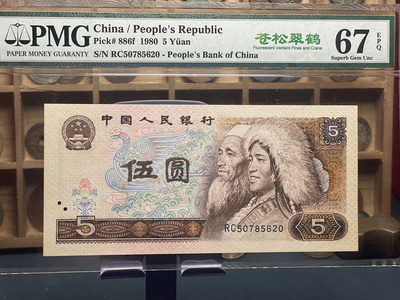 PMG
PAPER MONEY GUARANTY
China / People's Republic
Pick# 886f 1980 5 Yüan
S/N RC50785620 - People's Bank of China
苍松翠鹤
Fluorescent Verdant Pines and Crane
67 EPQ
Superb Gem Unc
中国人民银行
5
伍圆
5
RC50785620
5